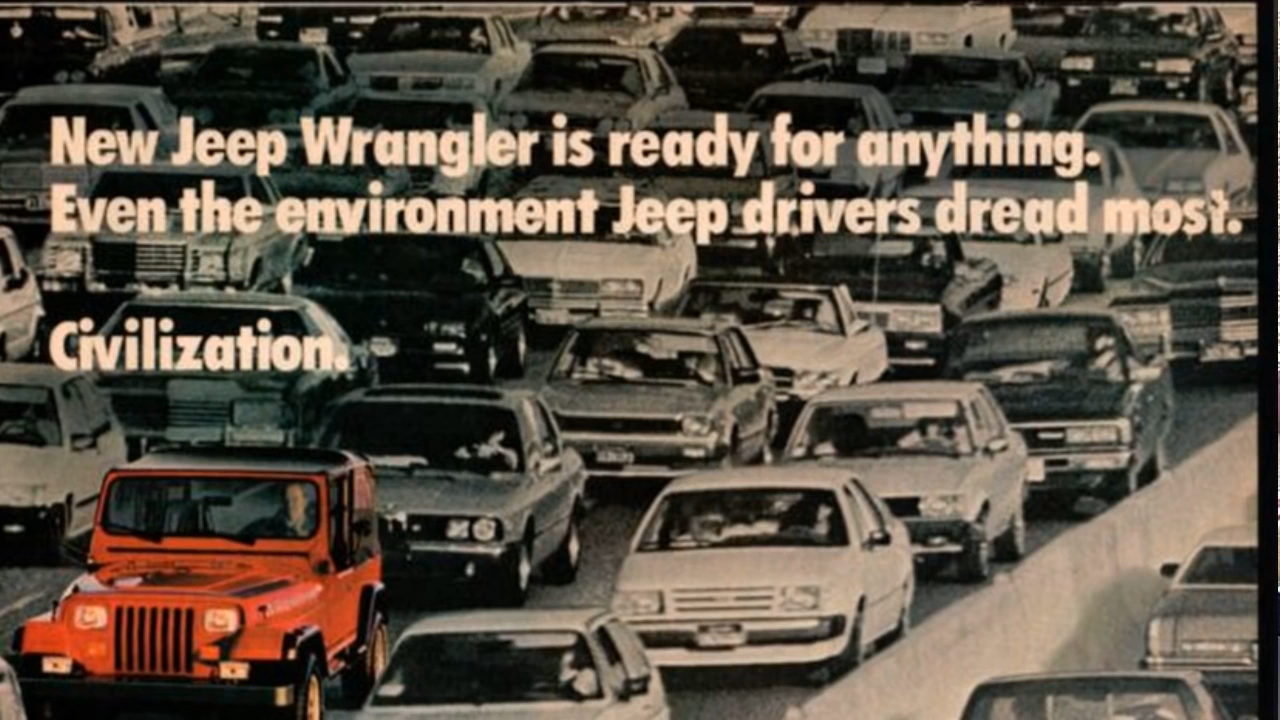 New Jeep Wrangler is ready for anything.
Even the environment Jeep drivers dread most.
Civilization.